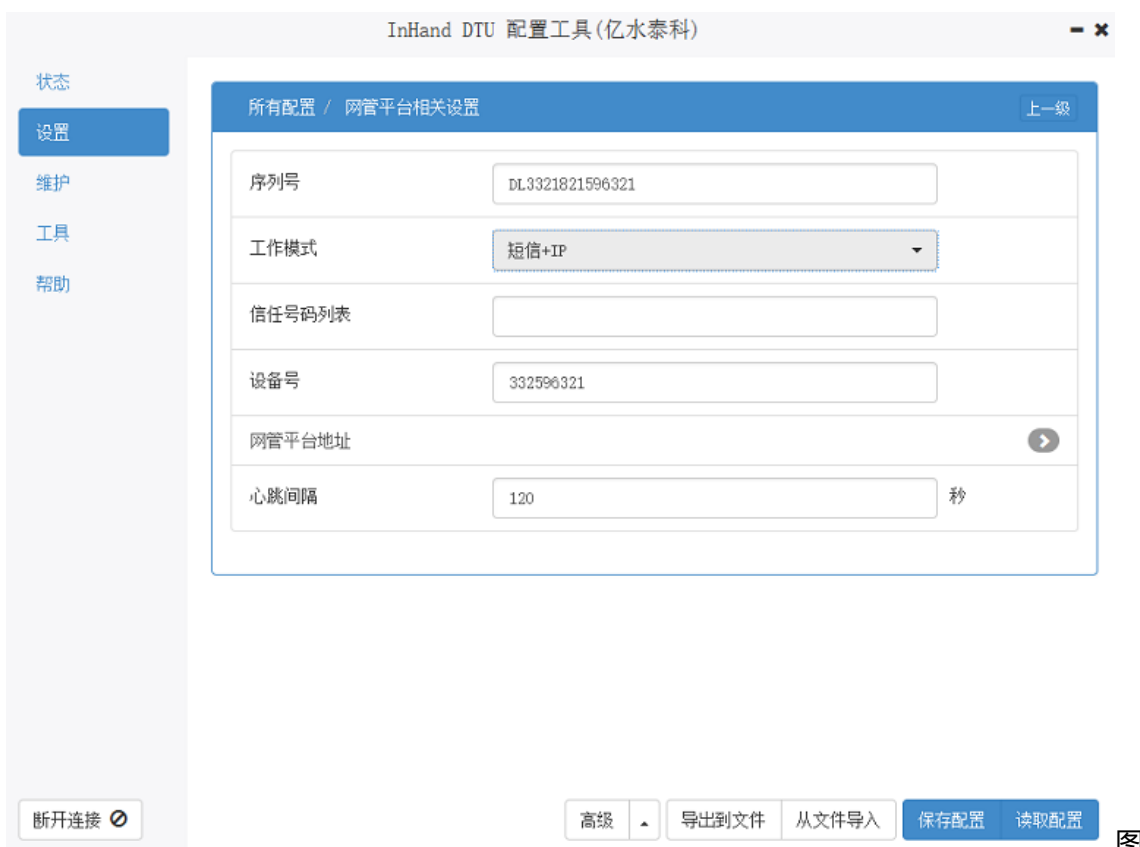 InHand DTU 配置工具(亿水泰科)
状态
设置
维护
工具
帮助
所有配置 / 网管平台相关设置 上一级
序列号 DL3321821596321
工作模式 短信+IP
信任号码列表
设备号 332596321
网管平台地址
心跳间隔 120 秒
断开连接 高级 导出到文件 从文件导入 保存配置 读取配置
图